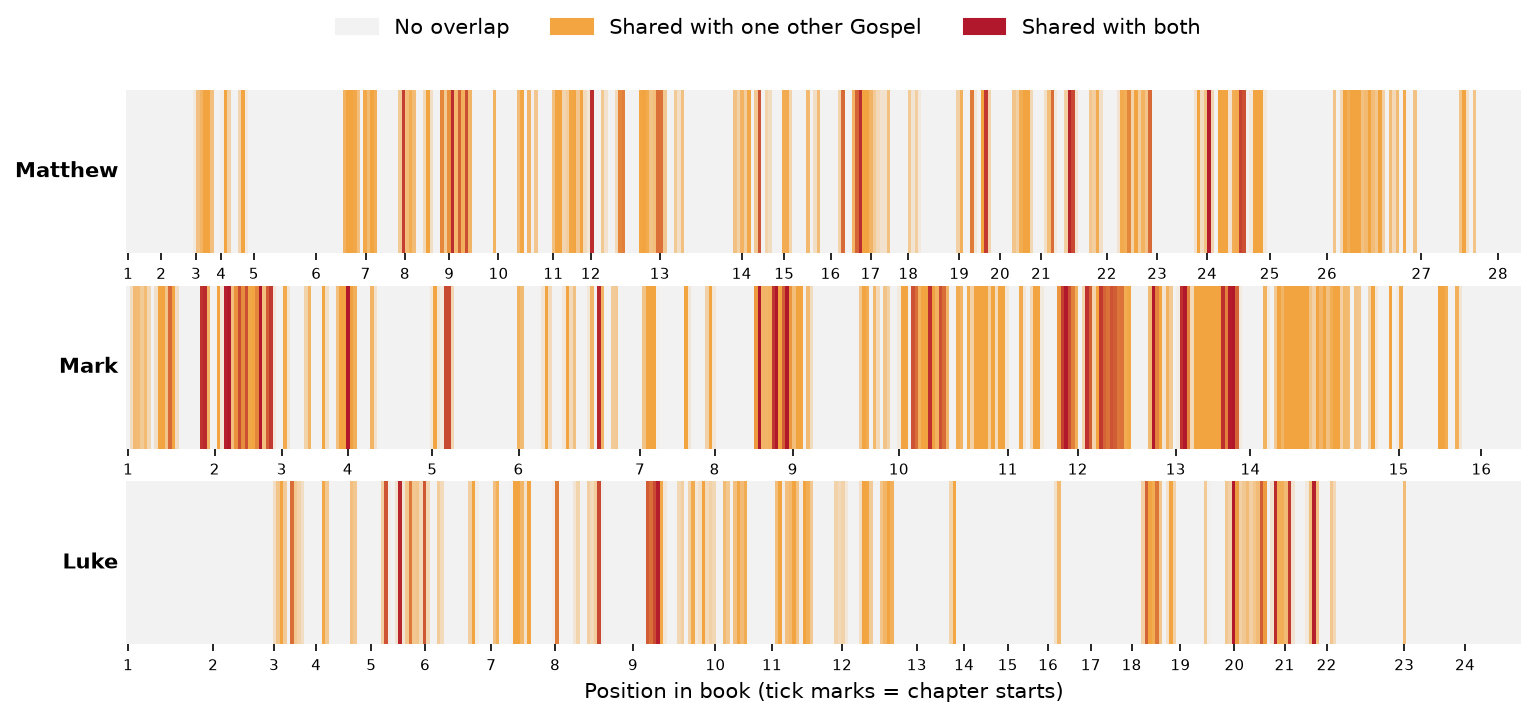 No overlap Shared with one other Gospel Shared with both
Matthew
1 2 3 4 5 6 7 8 9 10 11 12 13 14 15 16 17 18 19 20 21 22 23 24 25 26 27 28
Mark
1 2 3 4 5 6 7 8 9 10 11 12 13 14 15 16
Luke
1 2 3 4 5 6 7 8 9 10 11 12 13 14 15 16 17 18 19 20 21 22 23 24
Position in book (tick marks = chapter starts)